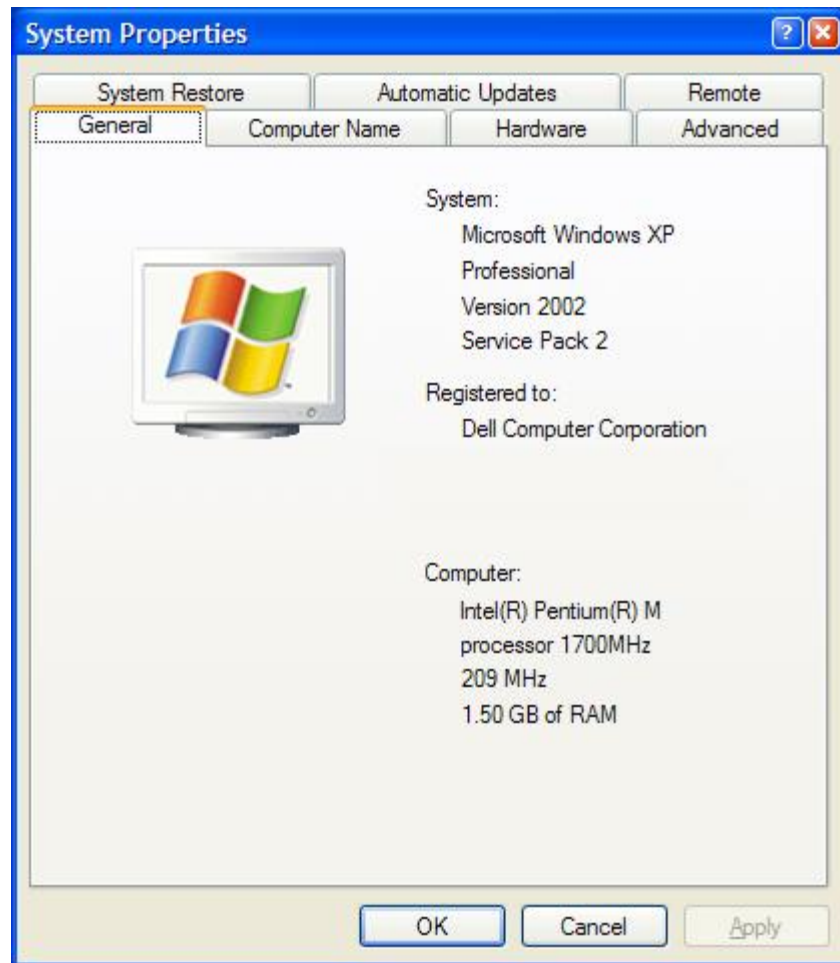 System Properties
System Restore Automatic Updates Remote
General Computer Name Hardware Advanced
System:
Microsoft Windows XP
Professional
Version 2002
Service Pack 2
Registered to:
Dell Computer Corporation
Computer:
Intel(R) Pentium(R) M
processor 1700MHz
209 MHz
1.50 GB of RAM
OK Cancel Apply